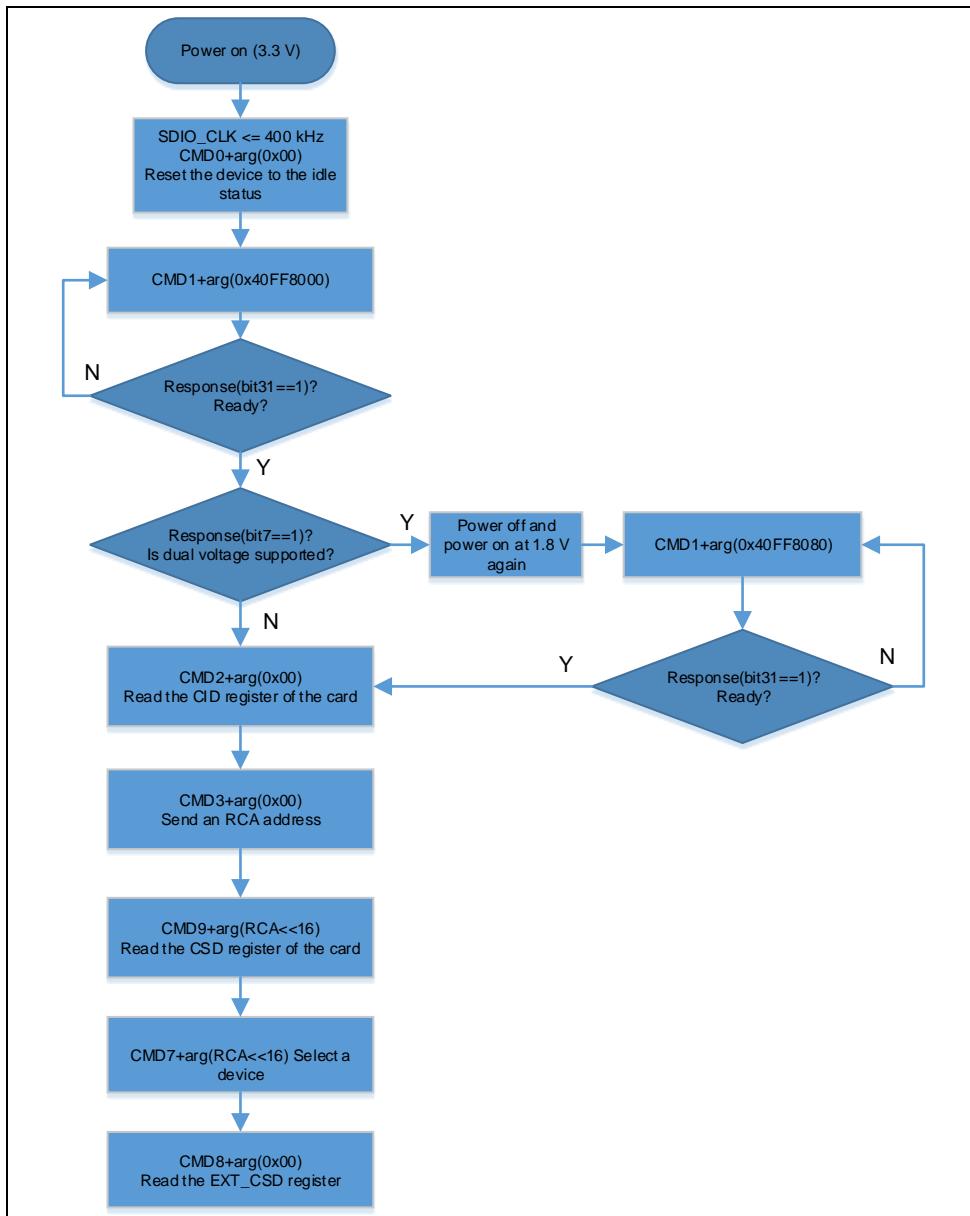 Power on (3.3 V)
SDIO_CLK <= 400 kHz
CMD0+arg(0x00)
Reset the device to the idle
status
CMD1+arg(0x40FF8000)
N
Response(bit31==1)?
Ready?
Y
Response(bit7==1)?
Is dual voltage supported?
Y
Power off and
power on at 1.8 V
again
CMD1+arg(0x40FF8080)
N
CMD2+arg(0x00)
Read the CID register of the card
Y
Response(bit31==1)?
Ready?
N
CMD3+arg(0x00)
Send an RCA address
CMD9+arg(RCA<<16)
Read the CSD register of the card
CMD7+arg(RCA<<16) Select a
device
CMD8+arg(0x00)
Read the EXT_CSD register